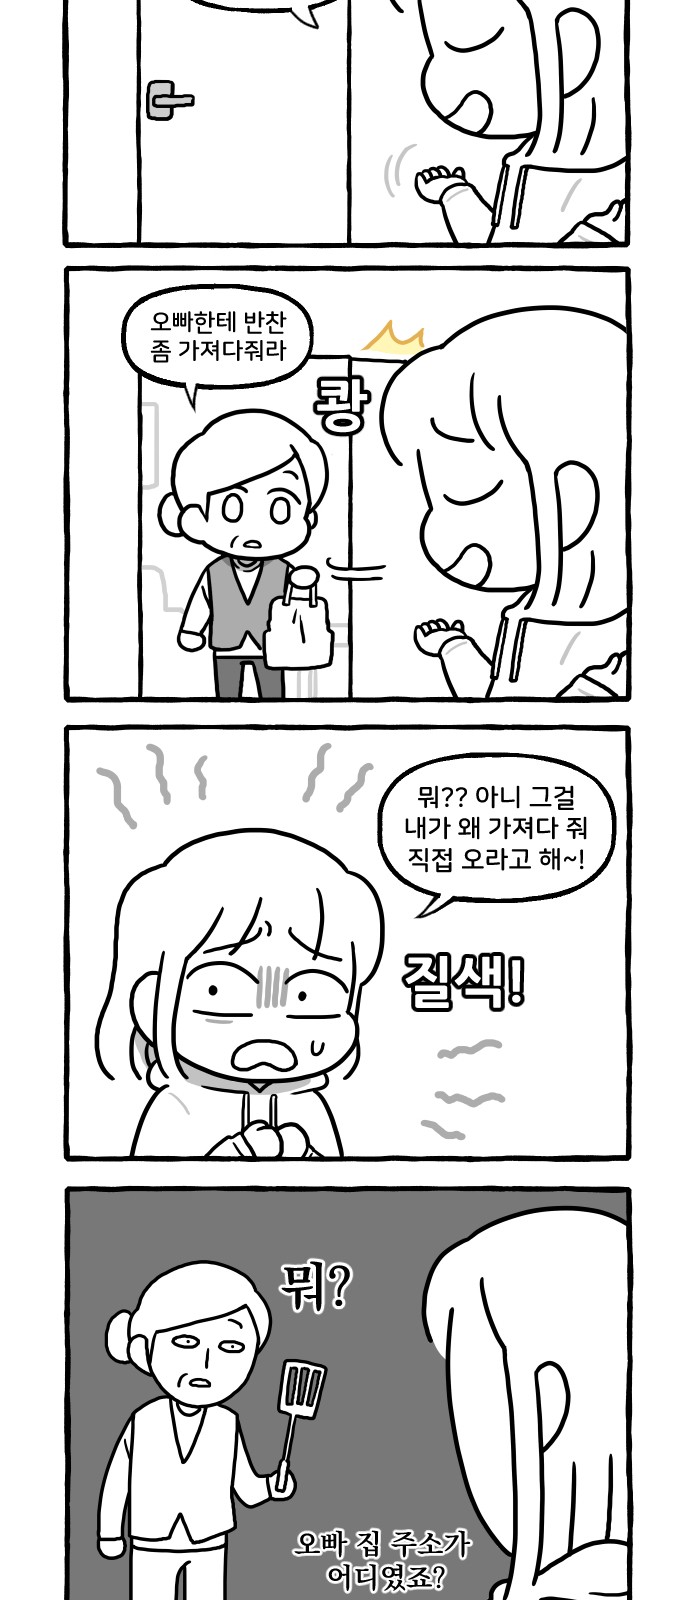 오빠한테 반찬
좀 가져다줘라
쾅
뭐?? 아니 그걸
내가 왜 가져다 줘
직접 오라고 해~!
질색!
뭐?
오빠 집 주소가
어디였죠?